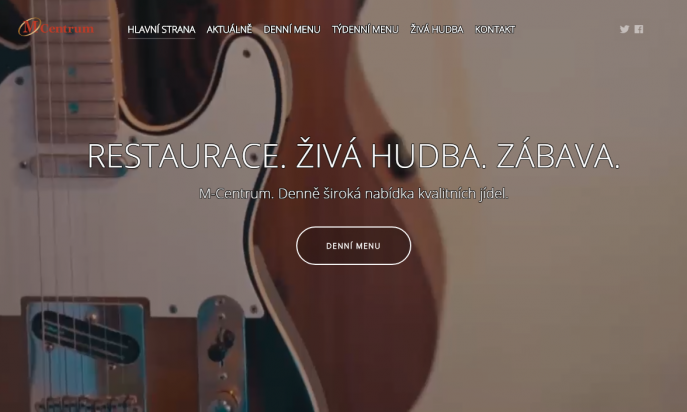 M Centrum
HLAVNÍ STRANA AKTUÁLNĚ DENNÍ MENU TÝDENNÍ MENU ŽIVÁ HUDBA KONTAKT
RESTAURACE. ŽIVÁ HUDBA. ZÁBAVA.
M-Centrum. Denně široká nabídka kvalitních jídel.
DENNÍ MENU